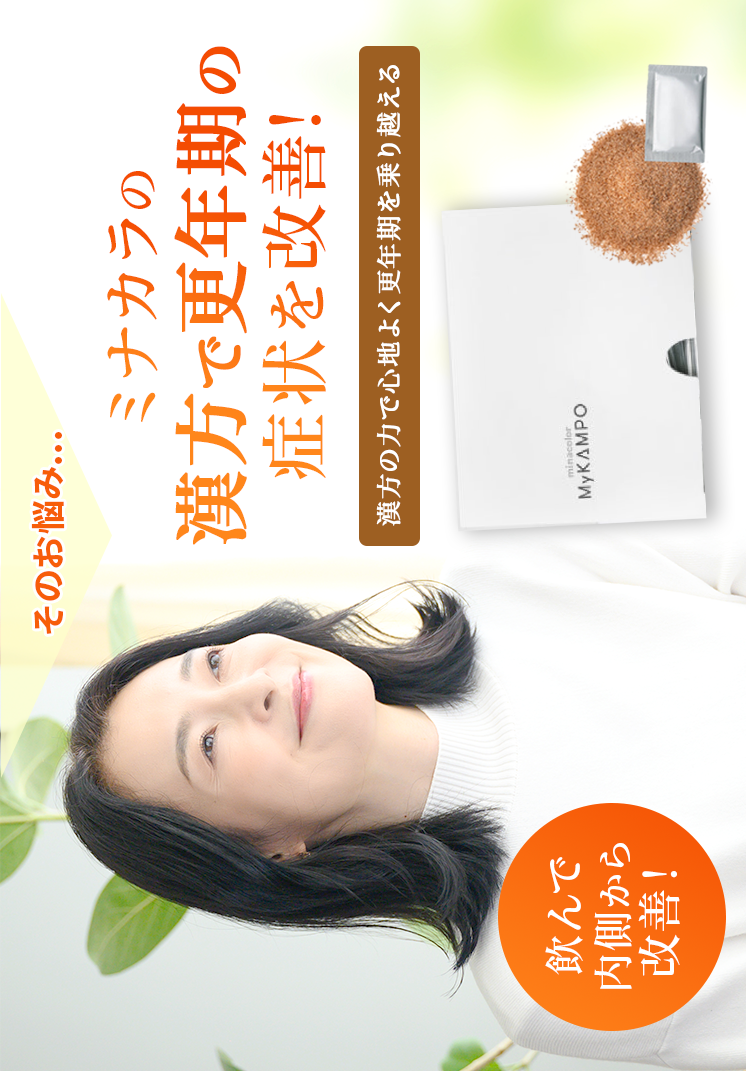 そのお悩み...
ミナカラの
漢方で更年期の
症状を改善!
漢方の力で心地よく更年期を乗り越える
minacolor
MyKAMPO
飲んで
内側から
改善!